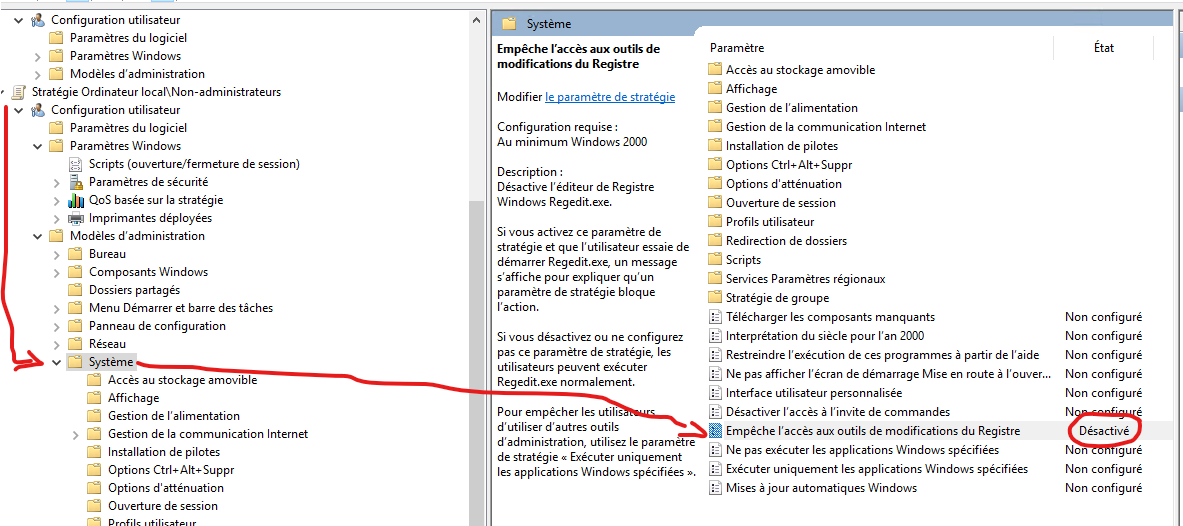 Configuration utilisateur
Paramètres du logiciel
Paramètres Windows
Modèles d'administration
Stratégie Ordinateur local\Non-administrateurs
Configuration utilisateur
Paramètres du logiciel
Paramètres Windows
Scripts (ouverture/fermeture de session)
Paramètres de sécurité
QoS basée sur la stratégie
Imprimantes déployées
Modèles d'administration
Bureau
Composants Windows
Dossiers partagés
Menu Démarrer et barre des tâches
Panneau de configuration
Réseau
Système
Accès au stockage amovible
Affichage
Gestion de l'alimentation
Gestion de la communication Internet
Installation de pilotes
Options Ctrl+Alt+Suppr
Options d'atténuation
Ouverture de session
Profils utilisateur
Système
Empêche l'accès aux outils de
modifications du Registre
Modifier le paramètre de stratégie
Configuration requise :
Au minimum Windows 2000
Description :
Désactive l'éditeur de Registre
Windows Regedit.exe.
Si vous activez ce paramètre de
stratégie et que l'utilisateur essaie de
démarrer Regedit.exe, un message
s'affiche pour expliquer qu'un
paramètre de stratégie bloque
l'action.
Si vous désactivez ou ne configurez
pas ce paramètre de stratégie, les
utilisateurs peuvent exécuter
Regedit.exe normalement.
Pour empêcher les utilisateurs
d'utiliser d'autres outils
d'administration, utilisez le paramètre
de stratégie « Exécuter uniquement
les applications Windows spécifiées ».
Paramètre État
Accès au stockage amovible
Affichage
Gestion de l'alimentation
Gestion de la communication Internet
Installation de pilotes
Options Ctrl+Alt+Suppr
Options d'atténuation
Ouverture de session
Profils utilisateur
Redirection de dossiers
Scripts
Services Paramètres régionaux
Stratégie de groupe
Télécharger les composants manquants Non configuré
Interprétation du siècle pour l'an 2000 Non configuré
Restreindre l'exécution de ces programmes à partir de l'aide Non configuré
Ne pas afficher l'écran de démarrage Mise en route à l'ouver... Non configuré
Interface utilisateur personnalisée Non configuré
Désactiver l'accès à l'invite de commandes Non configuré
Empêche l'accès aux outils de modifications du Registre Désactivé
Ne pas exécuter les applications Windows spécifiées Non configuré
Exécuter uniquement les applications Windows spécifiées Non configuré
Mises à jour automatiques Windows Non configuré